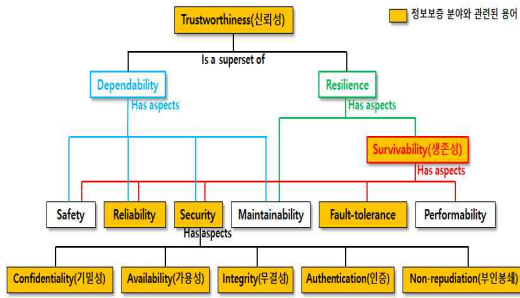 Trustworthiness(신뢰성)
정보보증 분야와 관련된 용어
Is a superset of
Dependability
Resilience
Has aspects
Has aspects
Survivability(생존성)
Has aspects
Safety
Reliability
Security
Maintainability
Fault-tolerance
Performability
Has aspects
Confidentiality(기밀성)
Availability(가용성)
Integrity(무결성)
Authentication(인증)
Non-repudiation(부인봉쇄)